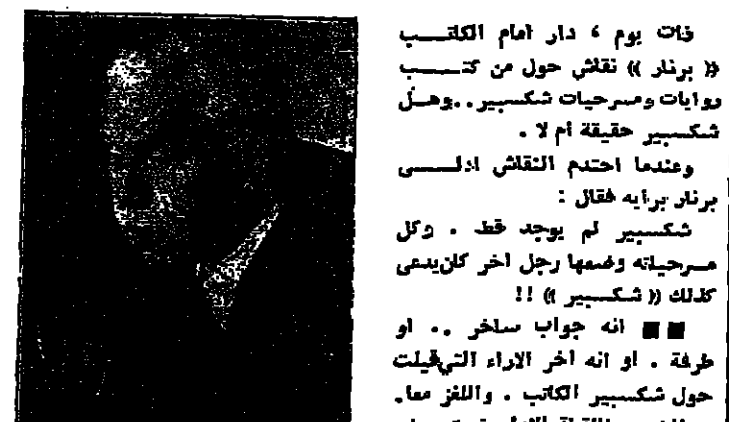 ذات يوم ، دار أمام الكاتب
« برنار » نقاش حول من كتب
روايات ومسرحيات شكسبير..وهل
شكسبير حقيقة أم لا .
وعندما احتدم النقاش ادلى
برنار برأيه فقال :
شكسبير لم يوجد قط . وكل
مسرحياته وضعها رجل اخر كان يدعى
كذلك « شكسبير » !!
■■ انه جواب ساخر .. او
طرفة . او انه اخر الاراء التي قيلت
حول شكسبير الكاتب . واللغز معا.